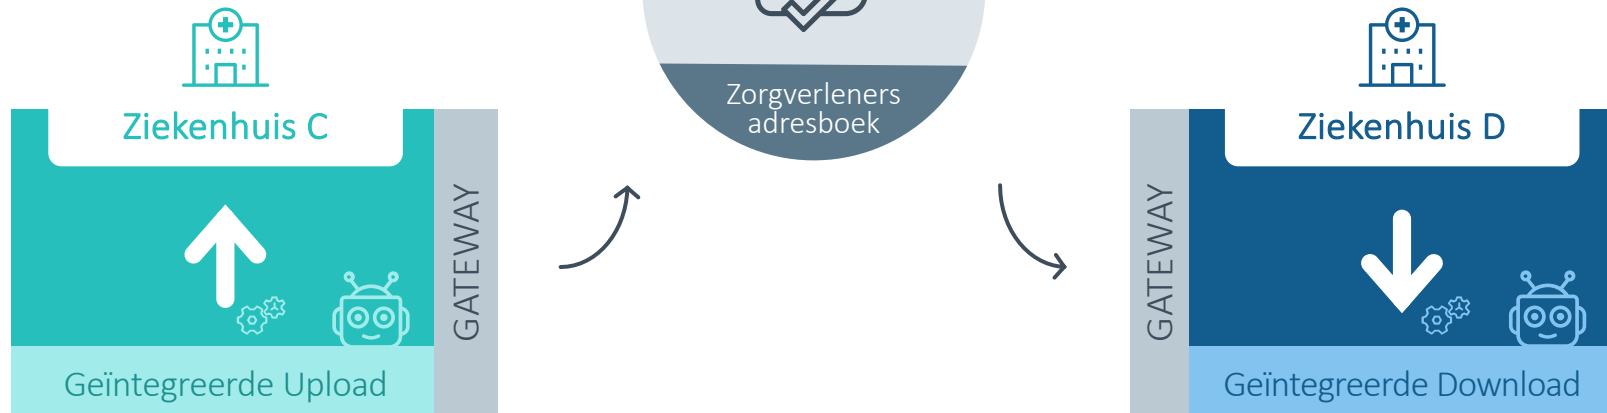 Ziekenhuis C
GATEWAY
Geïntegreerde Upload
Zorgverleners
adresboek
Ziekenhuis D
GATEWAY
Geïntegreerde Download